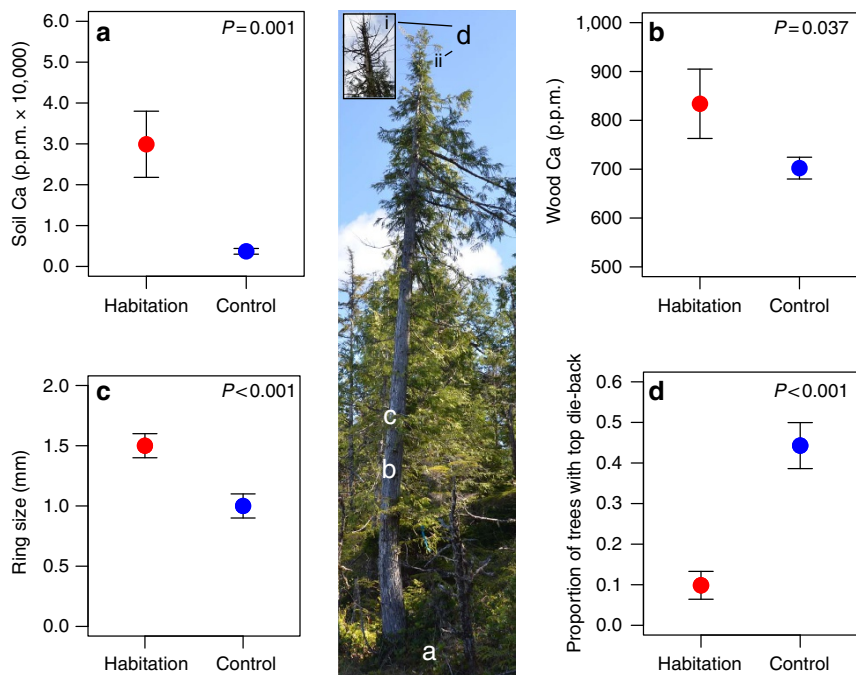 a
P = 0.001
Soil Ca (p.p.m. × 10,000)
6.0
5.0
4.0
3.0
2.0
1.0
0.0
Habitation
Control
i
d
ii
c
b
a
b
P = 0.037
Wood Ca (p.p.m.)
1,000
900
800
700
600
500
Habitation
Control
c
P < 0.001
Ring size (mm)
2.0
1.5
1.0
0.5
0.0
Habitation
Control
d
P < 0.001
Proportion of trees with top die-back
0.6
0.5
0.4
0.3
0.2
0.1
0.0
Habitation
Control